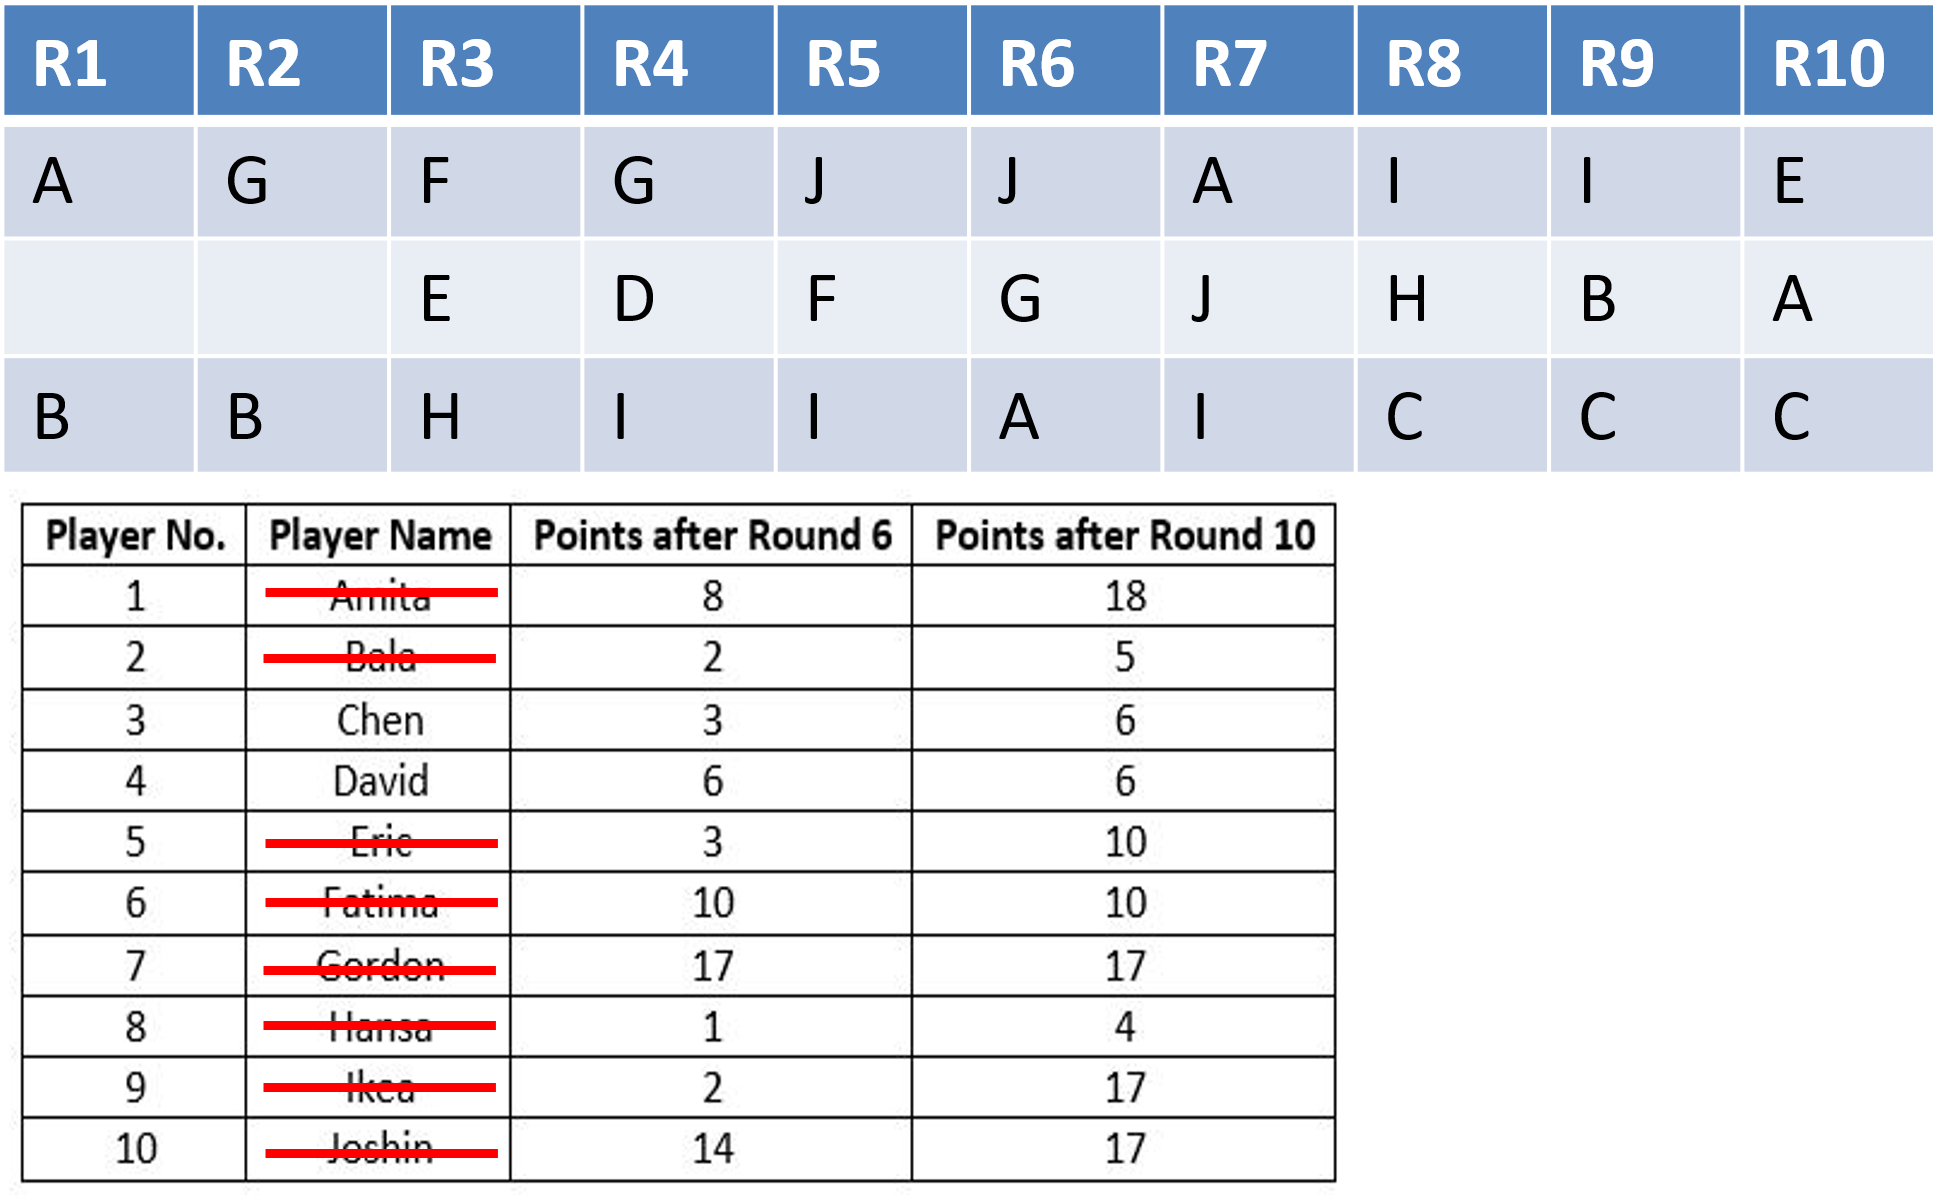 R1 R2 R3 R4 R5 R6 R7 R8 R9 R10
A G F G J J A I I E
E D F G J H B A
B B H I I A I C C C
Player No. Player Name Points after Round 6 Points after Round 10
1 Amita 8 18
2 Bala 2 5
3 Chen 3 6
4 David 6 6
5 Eric 3 10
6 Fatima 10 10
7 Gordon 17 17
8 Hansa 1 4
9 Ikea 2 17
10 Joshin 14 17